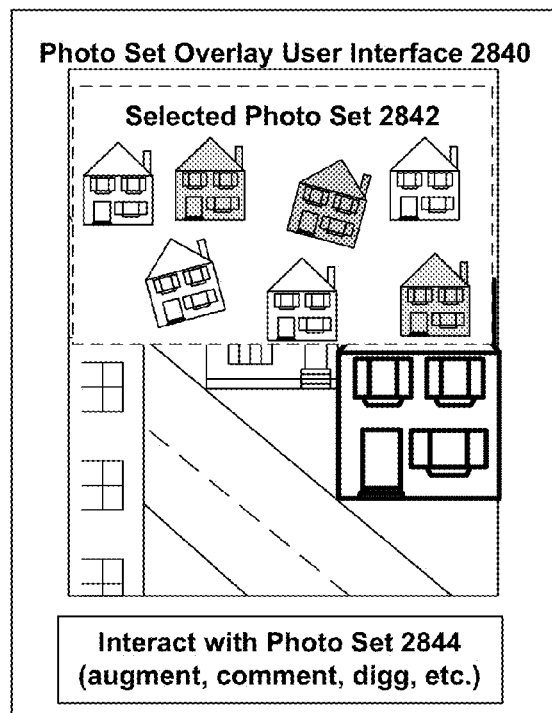 Photo Set Overlay User Interface 2840
Selected Photo Set 2842
Interact with Photo Set 2844
(augment, comment, digg, etc.)